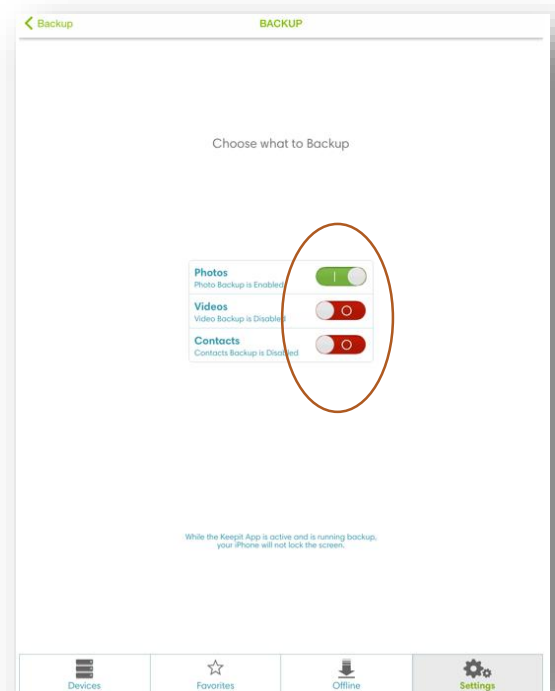 Backup
BACKUP
Choose what to Backup
Photos
Photo Backup is Enabled
Videos
Video Backup is Disabled
Contacts
Contacts Backup is Disabled
While the Keepit App is active and is running backup,
your iPhone will not lock the screen.
Devices
Favorites
Offline
Settings